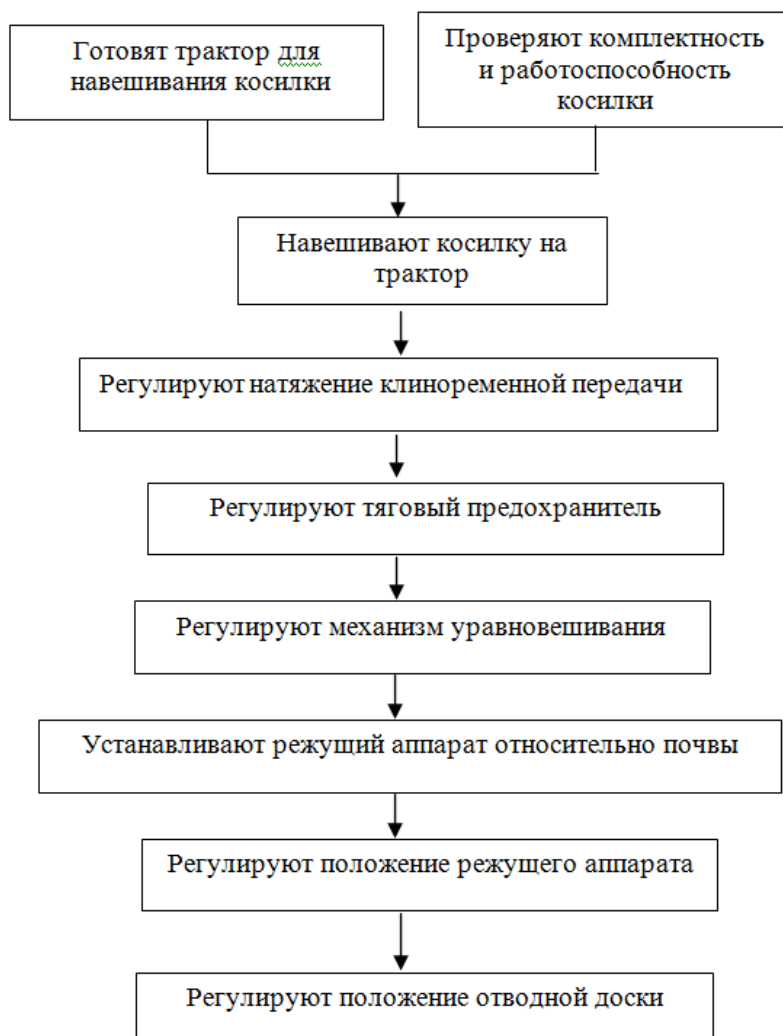 Готовят трактор для
навешивания косилки
Проверяют комплектность
и работоспособность
косилки
Навешивают косилку на
трактор
Регулируют натяжение клиноременной передачи
Регулируют тяговый предохранитель
Регулируют механизм уравновешивания
Устанавливают режущий аппарат относительно почвы
Регулируют положение режущего аппарата
Регулируют положение отводной доски